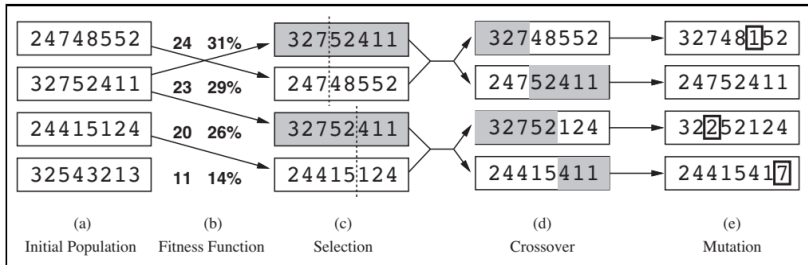 24748552 24 31% 32752411 32748552 32748152
32752411 23 29% 24748552 24752411 24752411
24415124 20 26% 32752411 32752124 32252124
32543213 11 14% 24415124 24415411 24415417
(a) (b) (c) (d) (e)
Initial Population Fitness Function Selection Crossover Mutation